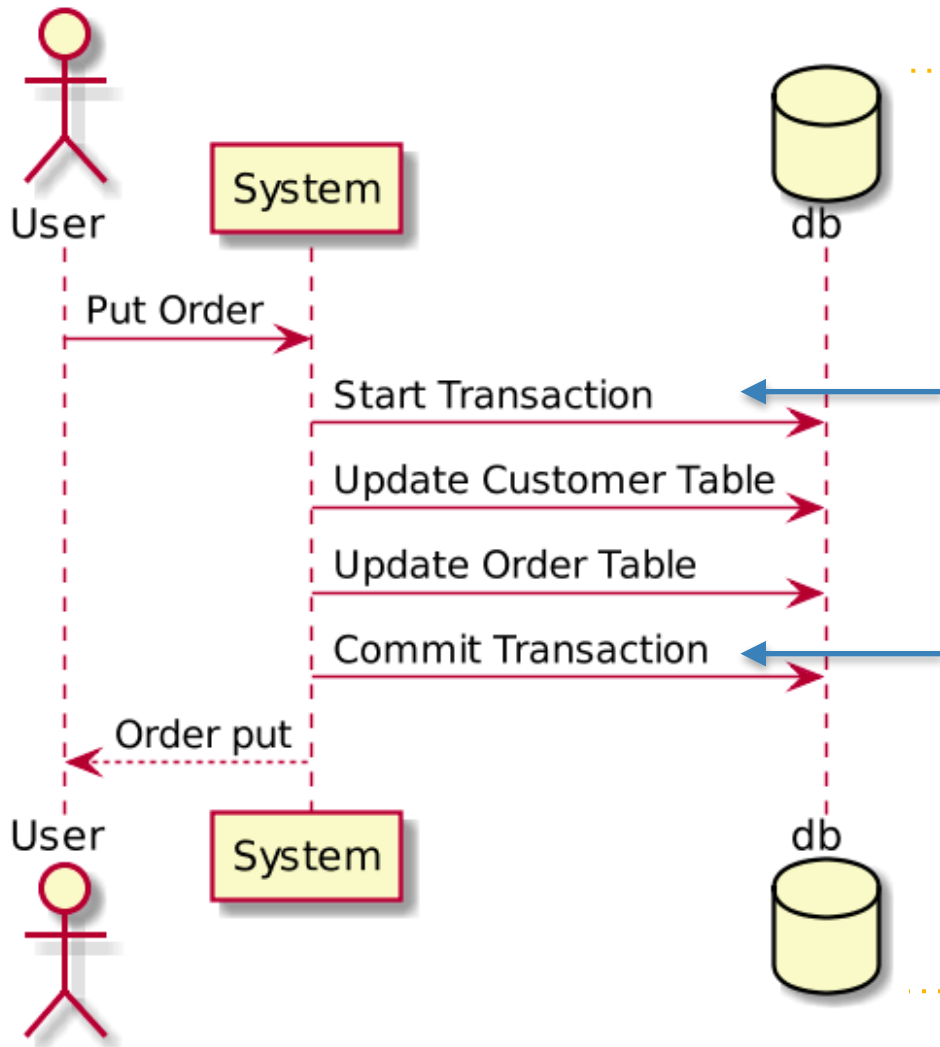 User
System
db
Put Order
Start Transaction
Update Customer Table
Update Order Table
Commit Transaction
Order put
User
System
db